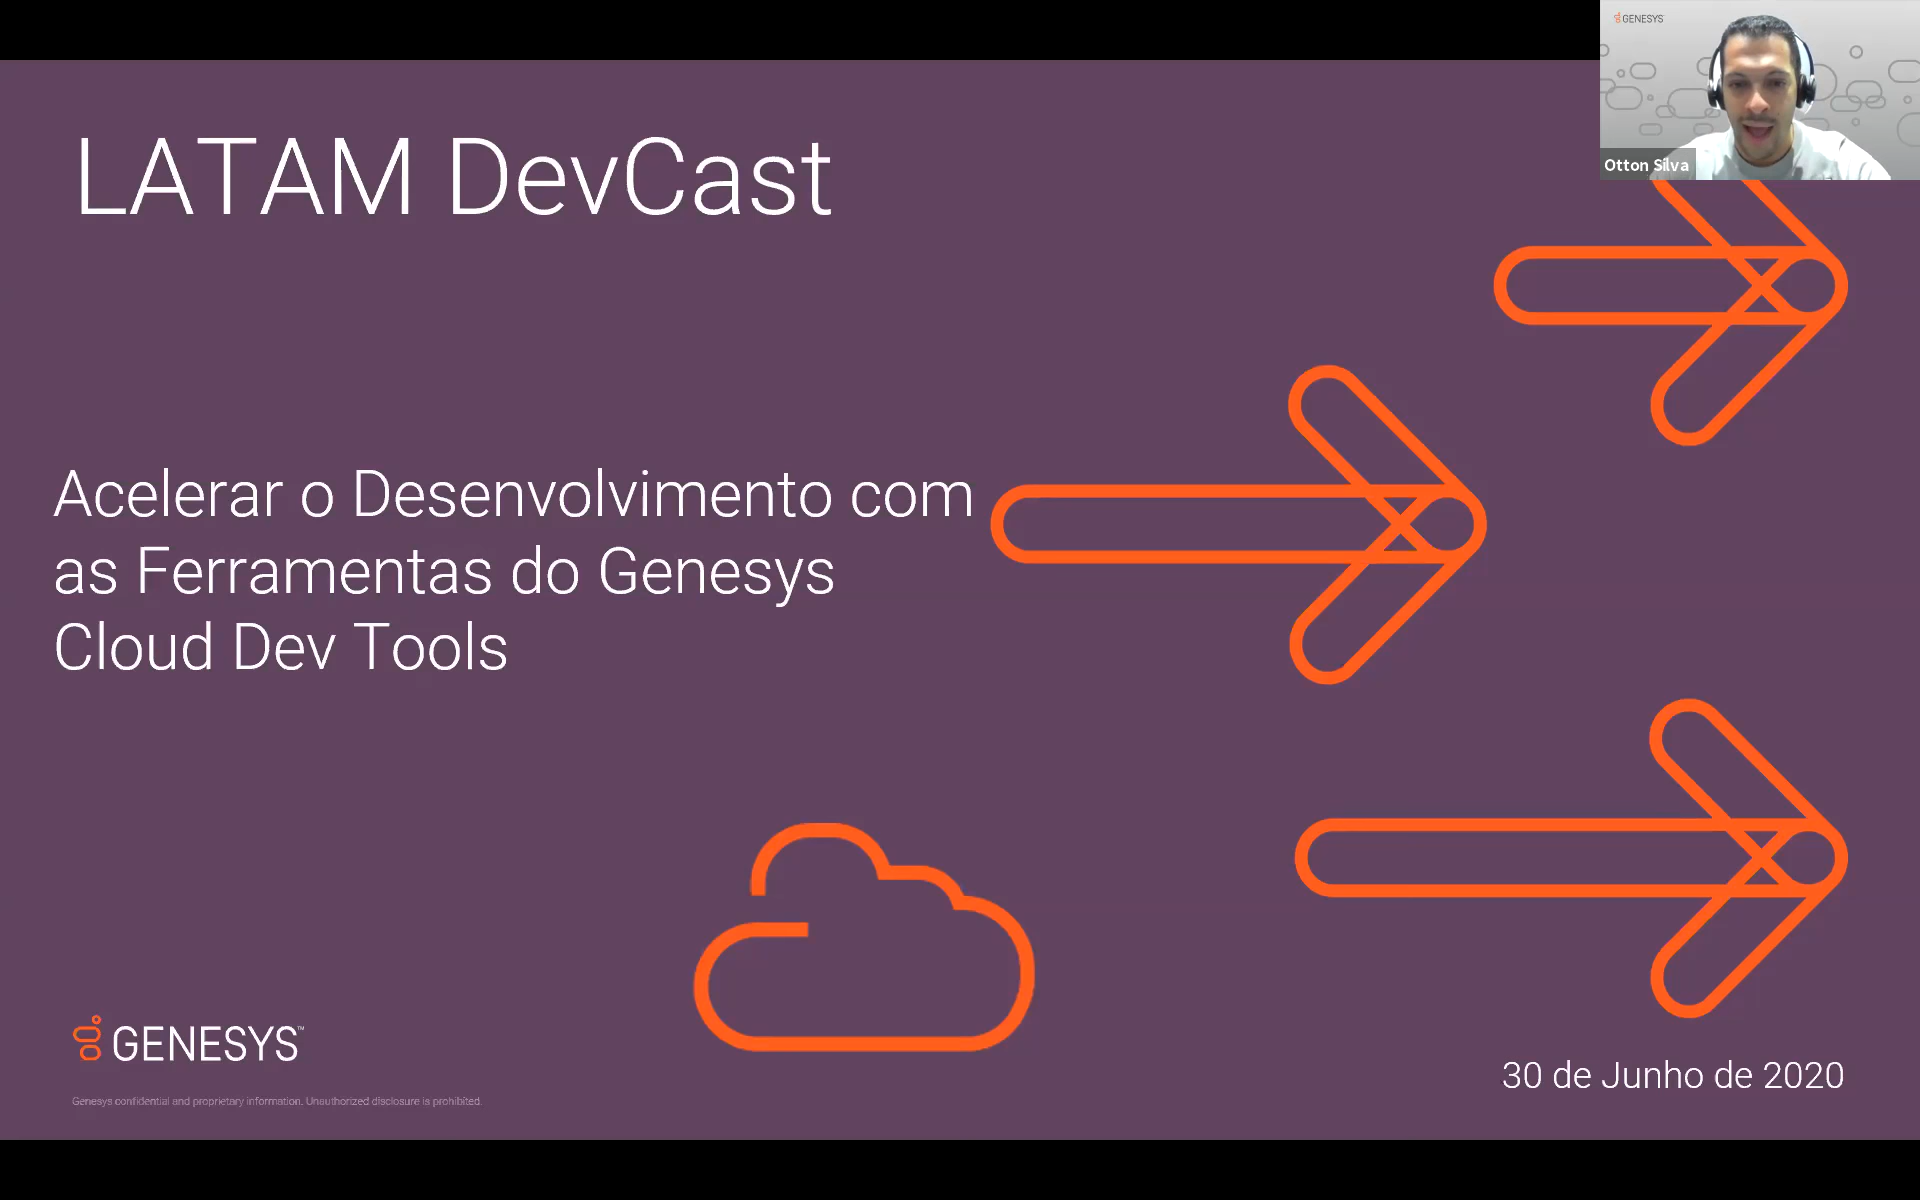 GENESYS
Otton Silva
LATAM DevCast
Acelerar o Desenvolvimento com
as Ferramentas do Genesys
Cloud Dev Tools
GENESYS™
Genesys confidential and proprietary information. Unauthorized disclosure is prohibited.
30 de Junho de 2020